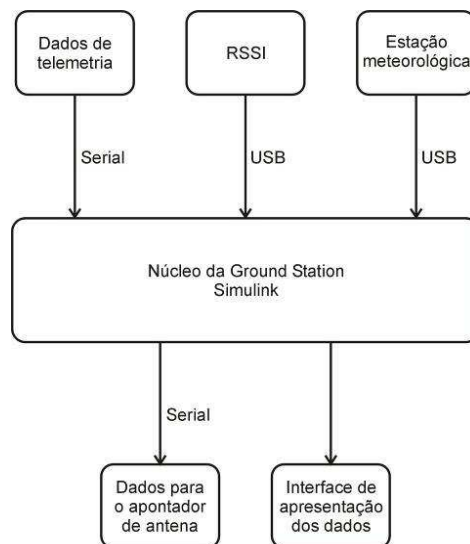 Dados de
telemetria
RSSI
Estação
meteorológica
Serial
USB
USB
Núcleo da Ground Station
Simulink
Serial
Dados para
o apontador
de antena
Interface de
apresentação
dos dados